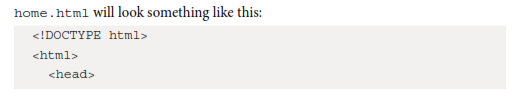 home.html will look something like this:
<!DOCTYPE html>
<html>
<head>